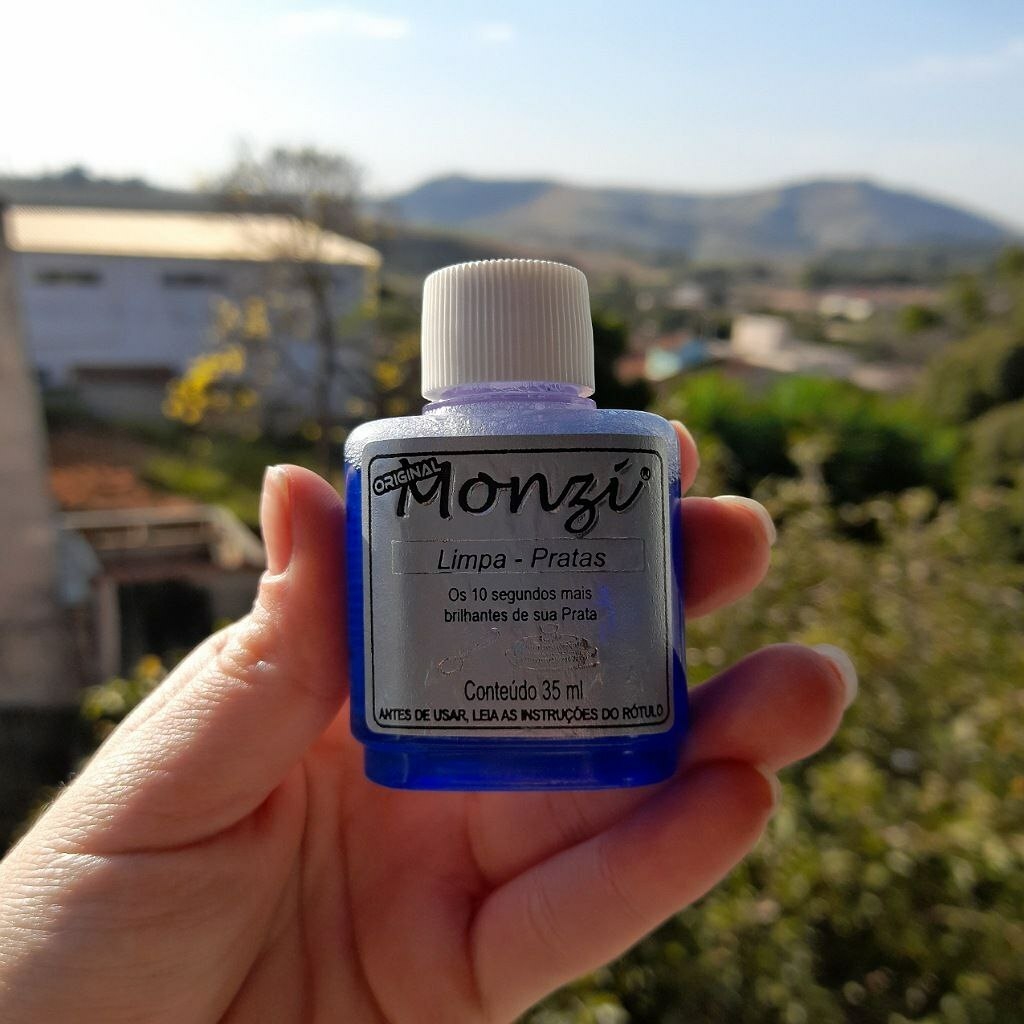 ORIGINAL
Monzi®
Limpa - Pratas
Os 10 segundos mais
brilhantes de sua Prata
Conteúdo 35 ml
ANTES DE USAR, LEIA AS INSTRUÇÕES DO RÓTULO